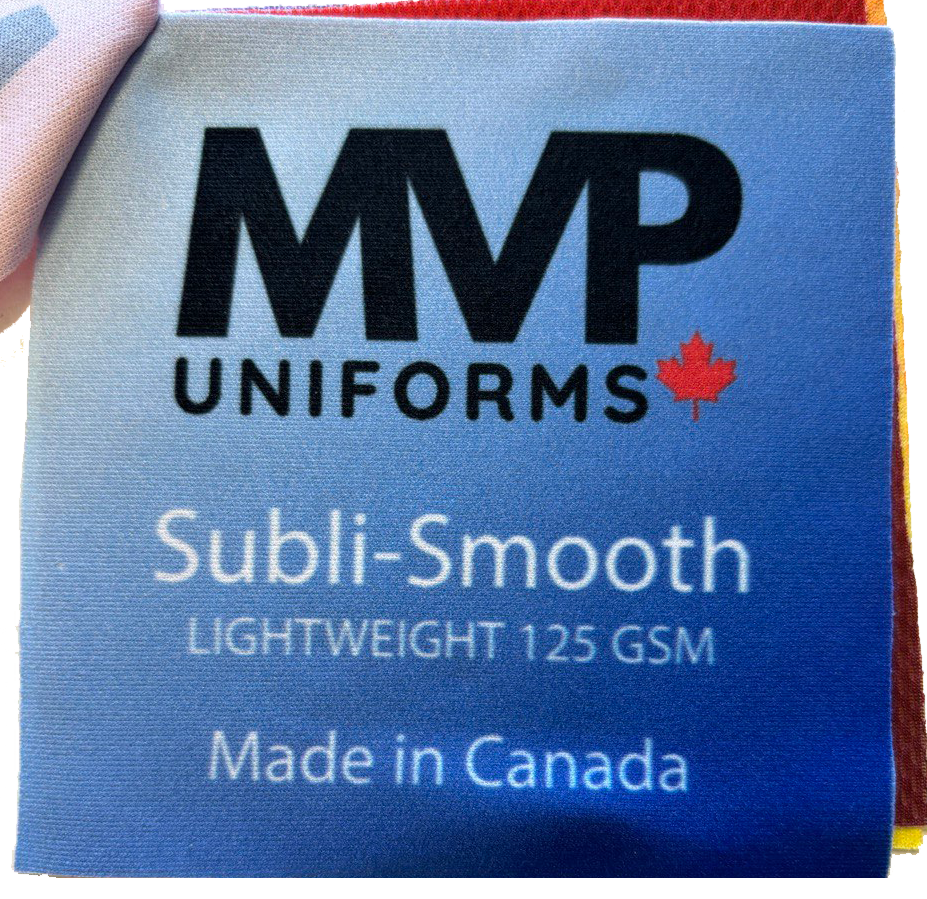 MVP
UNIFORMS
Subli-Smooth
LIGHTWEIGHT 125 GSM
Made in Canada